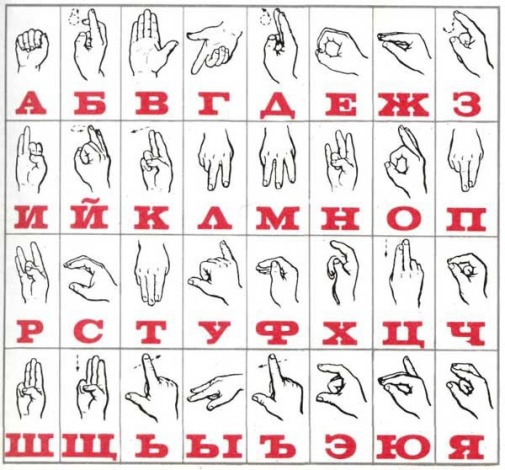 А Б В Г Д Е Ж З
И Й К Л М Н О П
Р С Т У Ф Х Ц Ч
Ш Щ Ь Ы Ъ Э Ю Я